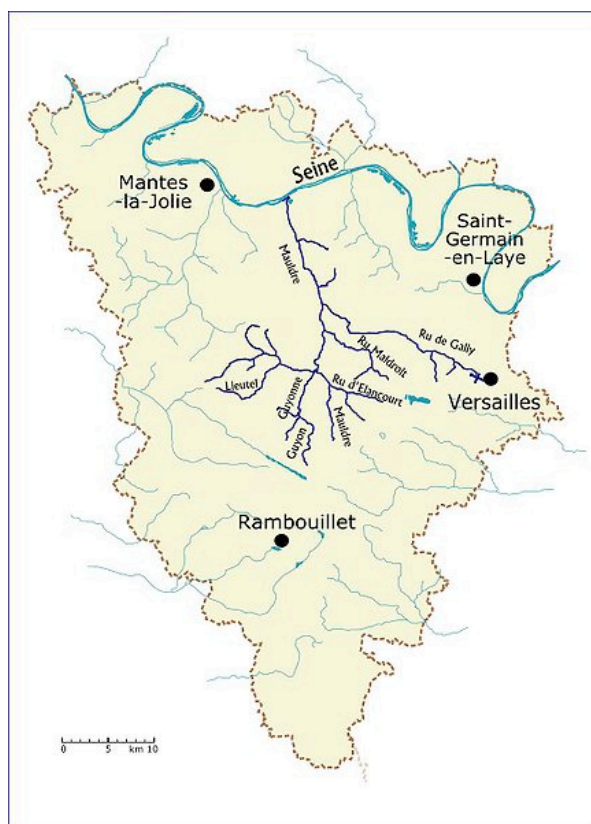 Seine
Mantes
-la-Jolie
Saint-
Germain
-en-Laye
Mauldre
Ru de Gally
Ru Maldroit
Versailles
Lieutel
Guyonne
Ru d'Elancourt
Mauldre
Guyon
Rambouillet
0 5 km 10